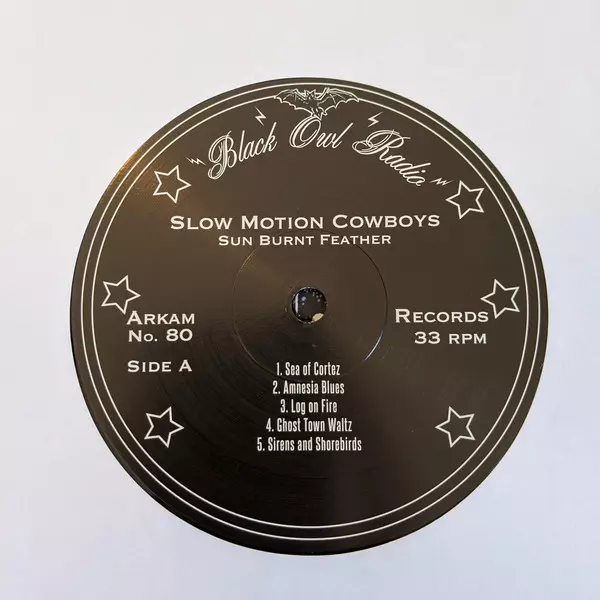 Black Owl Radio
SLOW MOTION COWBOYS
SUN BURNT FEATHER
ARKAM
No. 80
SIDE A
RECORDS
33 RPM
1. Sea of Cortez
2. Amnesia Blues
3. Log on Fire
4. Ghost Town Waltz
5. Sirens and Shorebirds